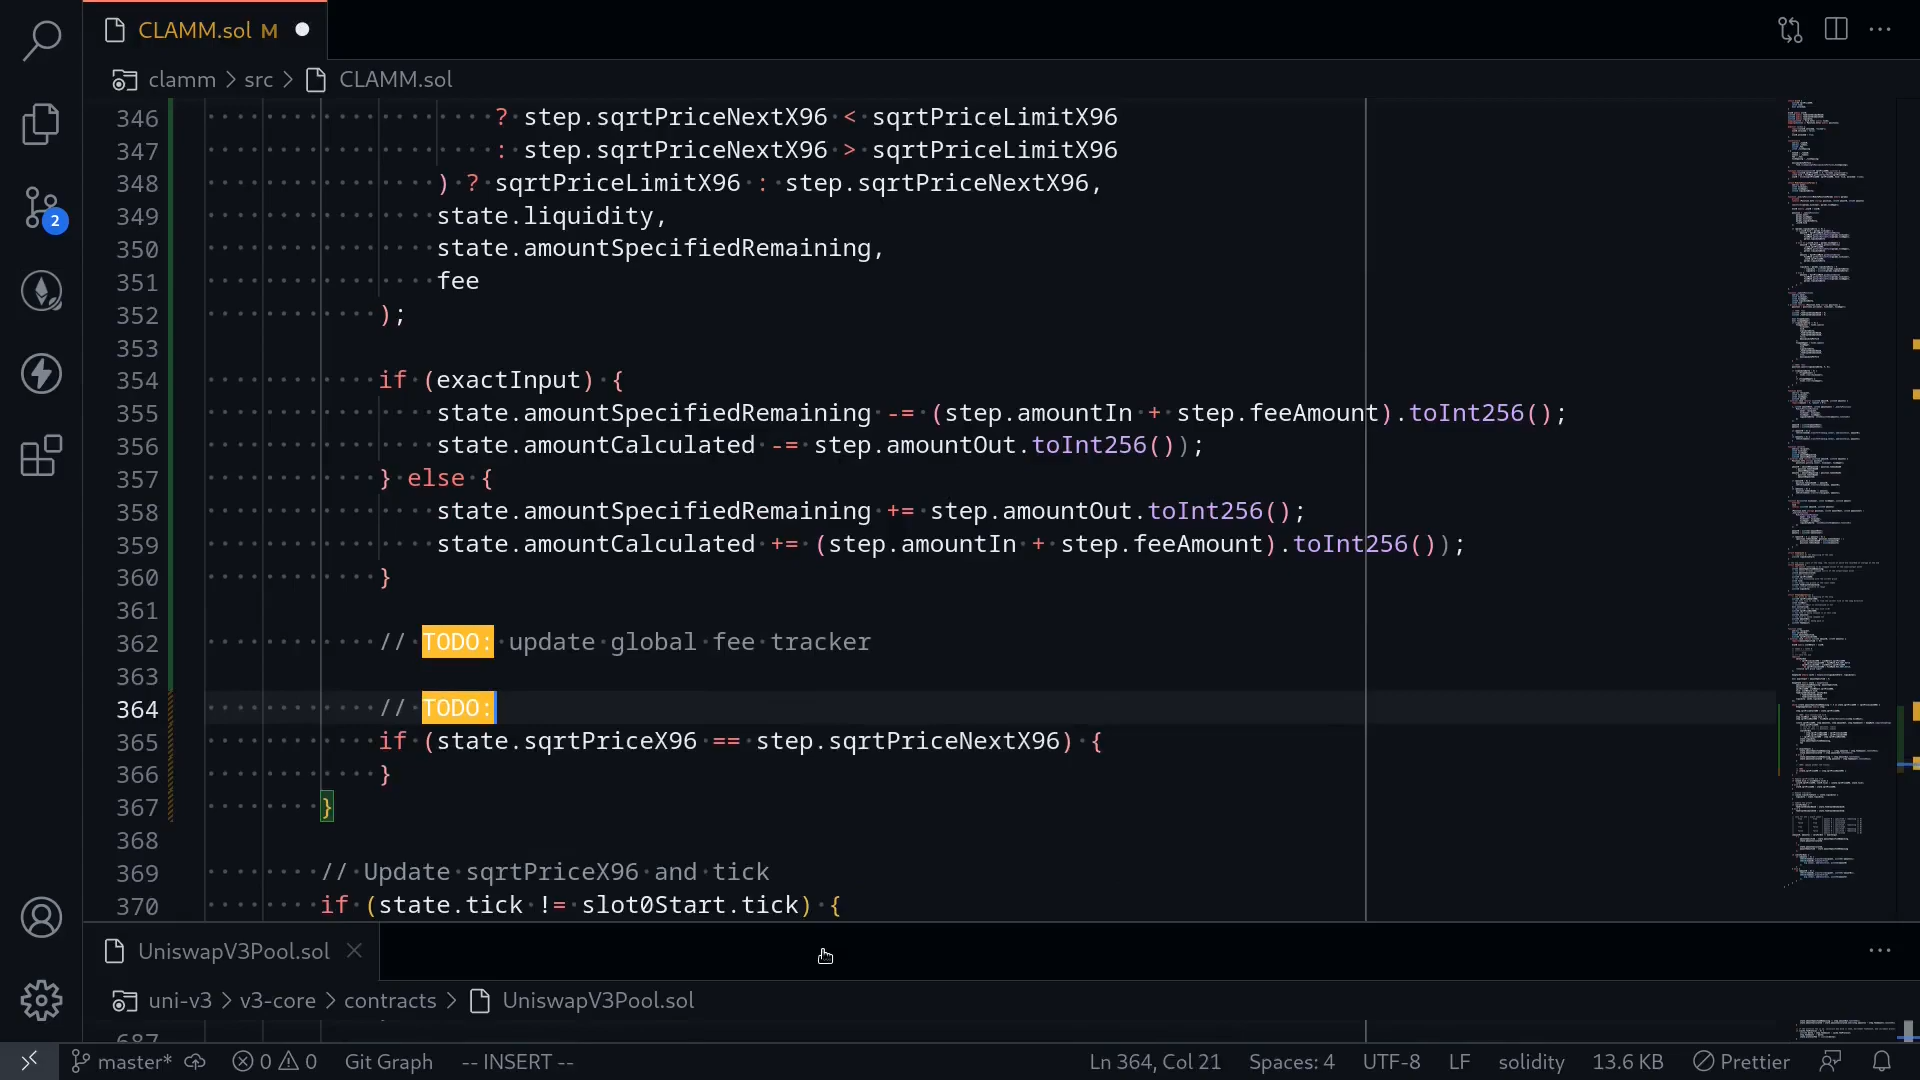 CLAMM.sol M
clamm > src > CLAMM.sol
346 ? step.sqrtPriceNextX96 < sqrtPriceLimitX96
347 : step.sqrtPriceNextX96 > sqrtPriceLimitX96
348 ) ? sqrtPriceLimitX96 : step.sqrtPriceNextX96,
349 state.liquidity,
350 state.amountSpecifiedRemaining,
351 fee
352 );
353
354 if (exactInput) {
355 state.amountSpecifiedRemaining -= (step.amountIn + step.feeAmount).toInt256();
356 state.amountCalculated -= step.amountOut.toInt256());
357 } else {
358 state.amountSpecifiedRemaining += step.amountOut.toInt256();
359 state.amountCalculated += (step.amountIn + step.feeAmount).toInt256());
360 }
361
362 // TODO: update global fee tracker
363
364 // TODO:
365 if (state.sqrtPriceX96 == step.sqrtPriceNextX96) {
366 }
367 }
368
369 // Update sqrtPriceX96 and tick
370 if (state.tick != slot0Start.tick) {
2
UniswapV3Pool.sol
uni-v3 > v3-core > contracts > UniswapV3Pool.sol
687
master* 0 0 Git Graph -- INSERT -- Ln 364, Col 21 Spaces: 4 UTF-8 LF solidity 13.6 KB Prettier